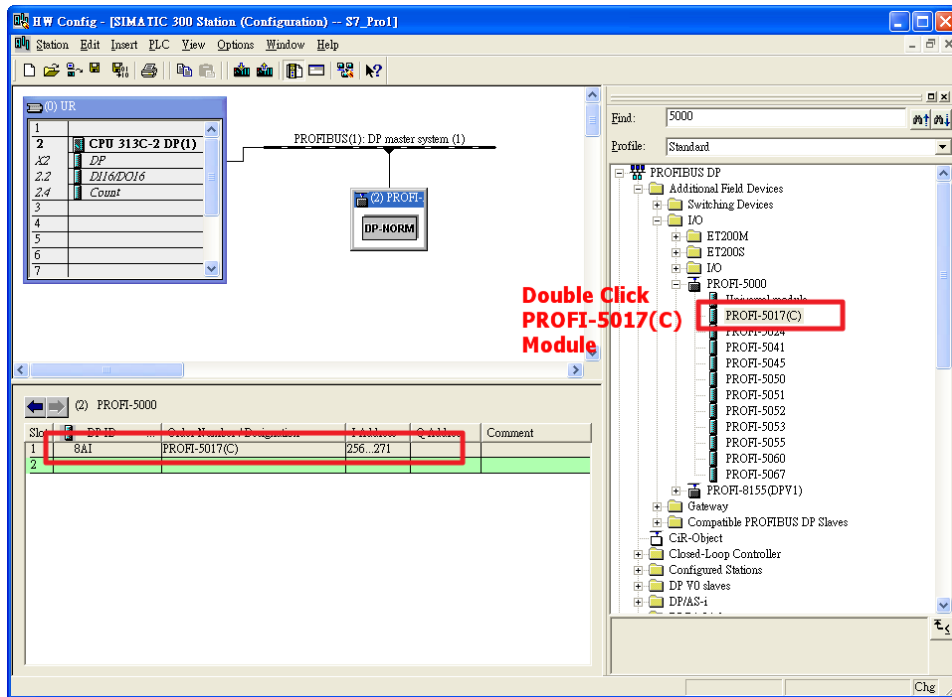 HW Config - [SIMATIC 300 Station (Configuration) -- S7_Pro1]
Station Edit Insert PLC View Options Window Help
(0) UR
1
2 CPU 313C-2 DP(1)
X2 DP
2.2 DI16/DO16
2.4 Count
3
4
5
6
7
PROFIBUS(1): DP master system (1)
(2) PROFI-
DP-NORM
Double Click
PROFI-5017(C)
Module
Find: 5000
Profile: Standard
PROFIBUS DP
Additional Field Devices
Switching Devices
I/O
ET200M
ET200S
I/O
PROFI-5000
Universal module
PROFI-5017(C)
PROFI-5024
PROFI-5041
PROFI-5045
PROFI-5050
PROFI-5051
PROFI-5052
PROFI-5053
PROFI-5055
PROFI-5060
PROFI-5067
PROFI-8155(DPV1)
Gateway
Compatible PROFIBUS DP Slaves
CiR-Object
Closed-Loop Controller
Configured Stations
DP V0 slaves
DP/AS-i
(2) PROFI-5000
Slot DP ID ... Order Number / Designation I Address Q Address Comment
1 8AI PROFI-5017(C) 256...271
2
Chg